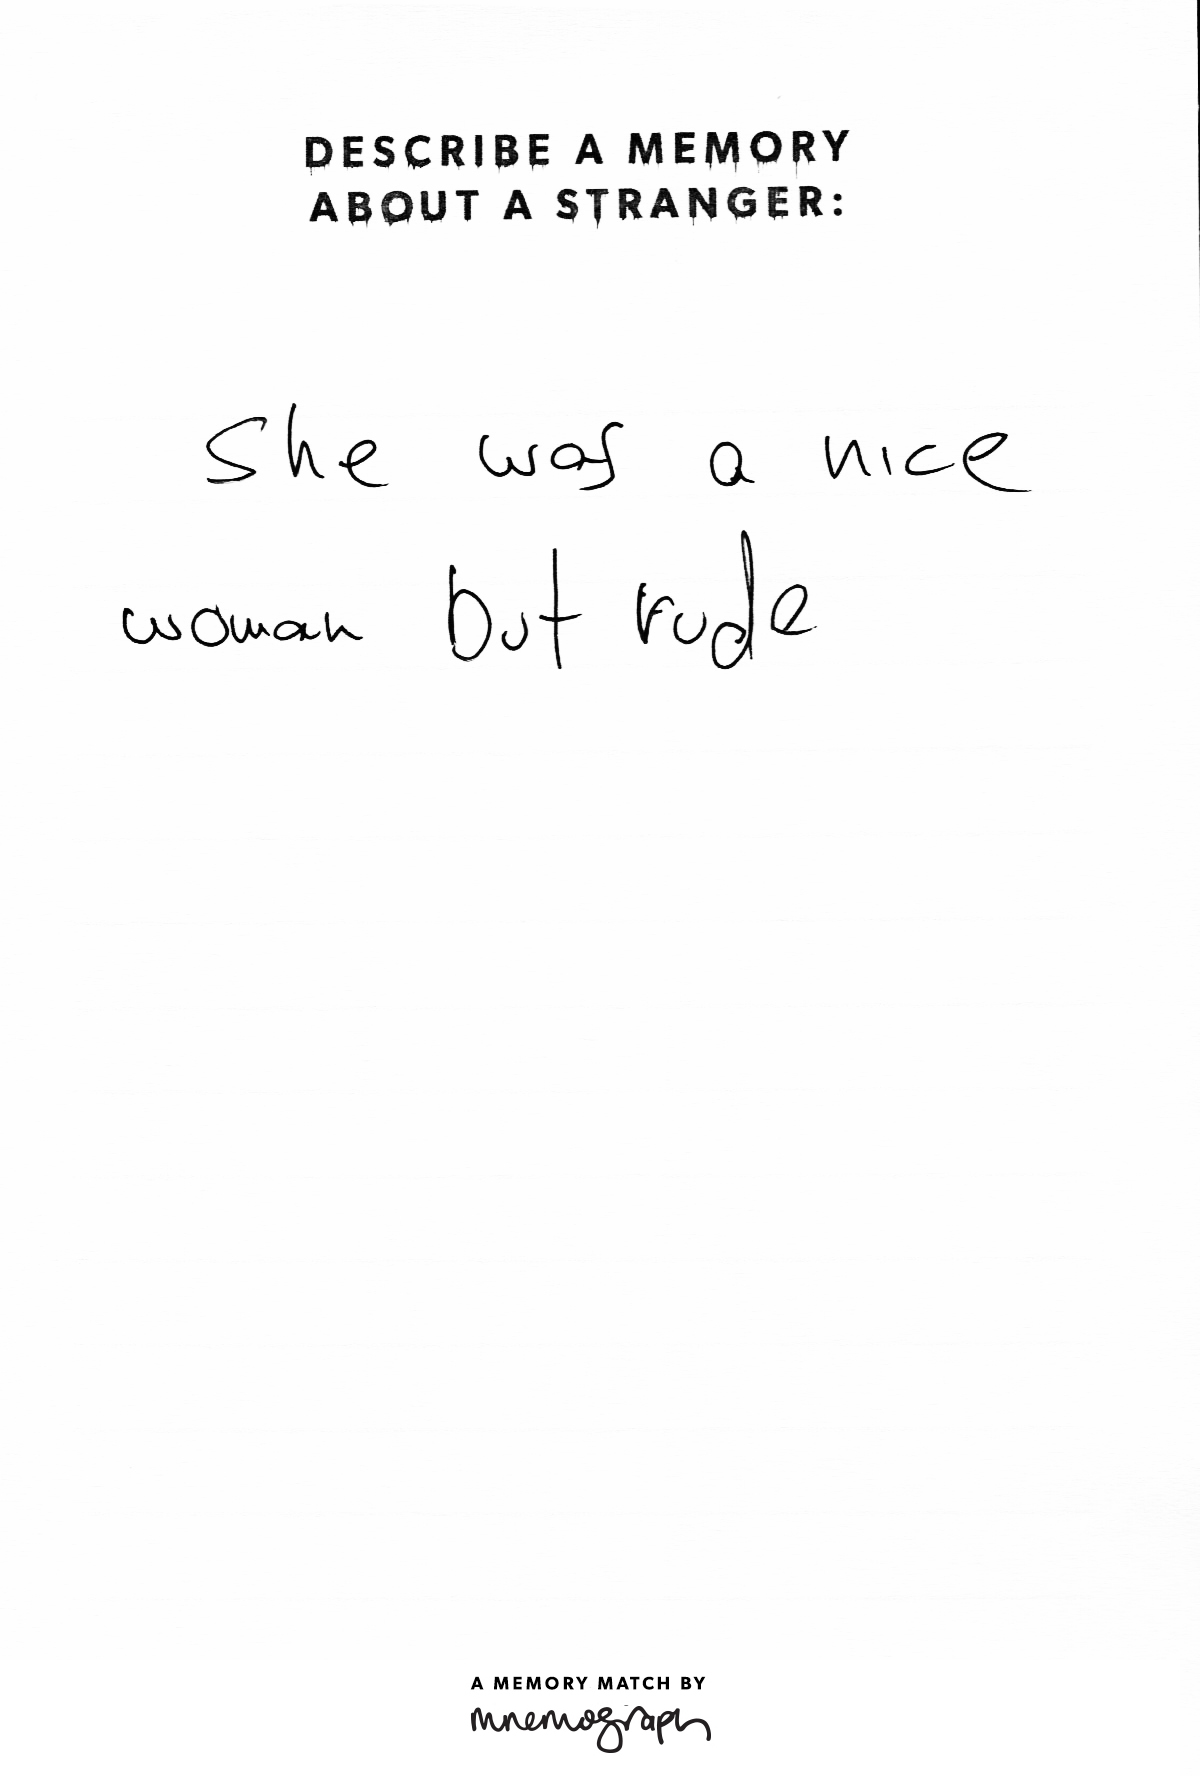 DESCRIBE A MEMORY
ABOUT A STRANGER:
She was a nice
woman but rude
A MEMORY MATCH BY
mnemograph